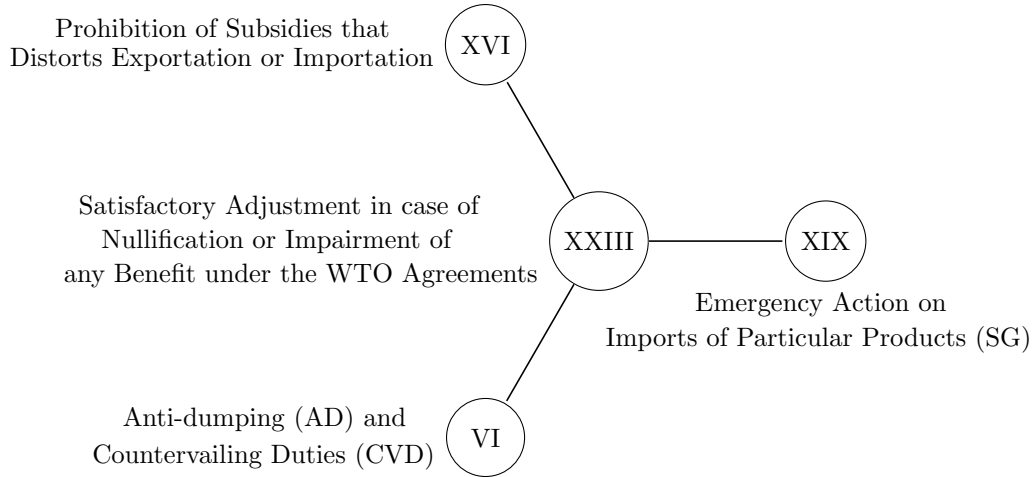 Prohibition of Subsidies that
Distorts Exportation or Importation
XVI
Satisfactory Adjustment in case of
Nullification or Impairment of
any Benefit under the WTO Agreements
XXIII
XIX
Emergency Action on
Imports of Particular Products (SG)
Anti-dumping (AD) and
Countervailing Duties (CVD)
VI